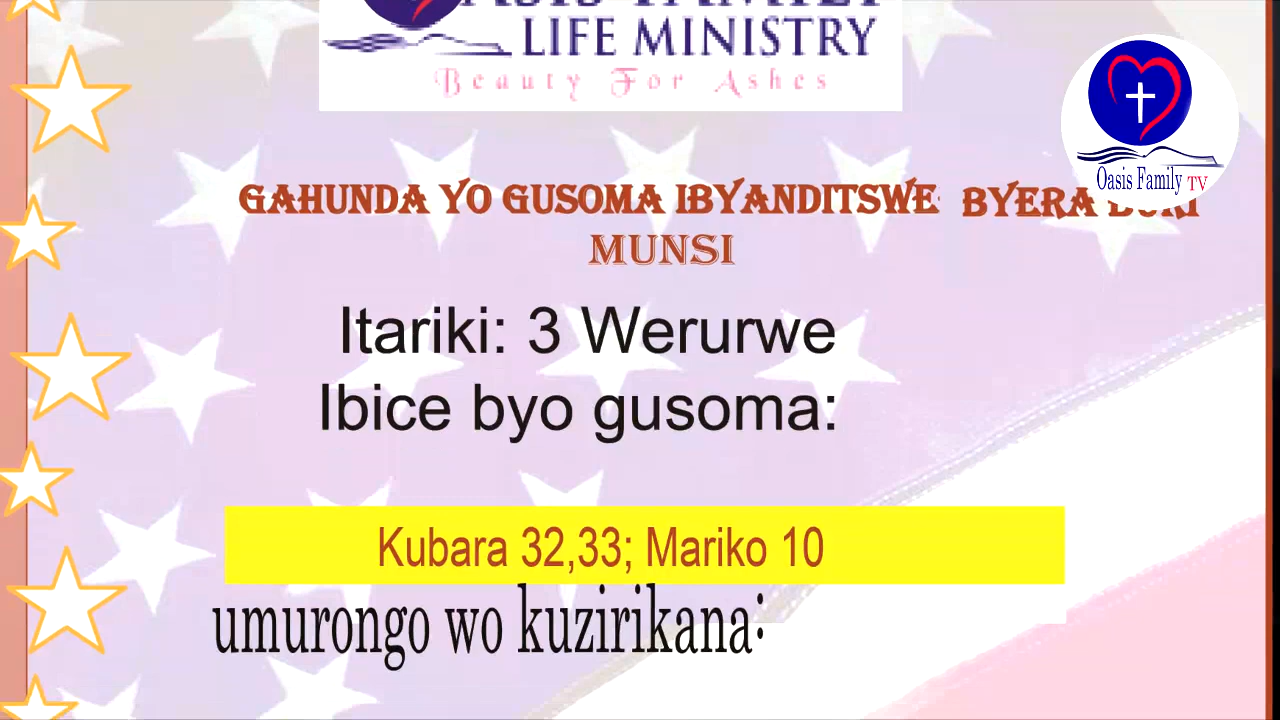 LIFE MINISTRY
Beauty For Ashes
Oasis Family TV
GAHUNDA YO GUSOMA IBYANDITSWE BYERA
MUNSI
Itariki: 3 Werurwe
Ibice byo gusoma:
Kubara 32,33; Mariko 10
umurongo wo kuzirikana: